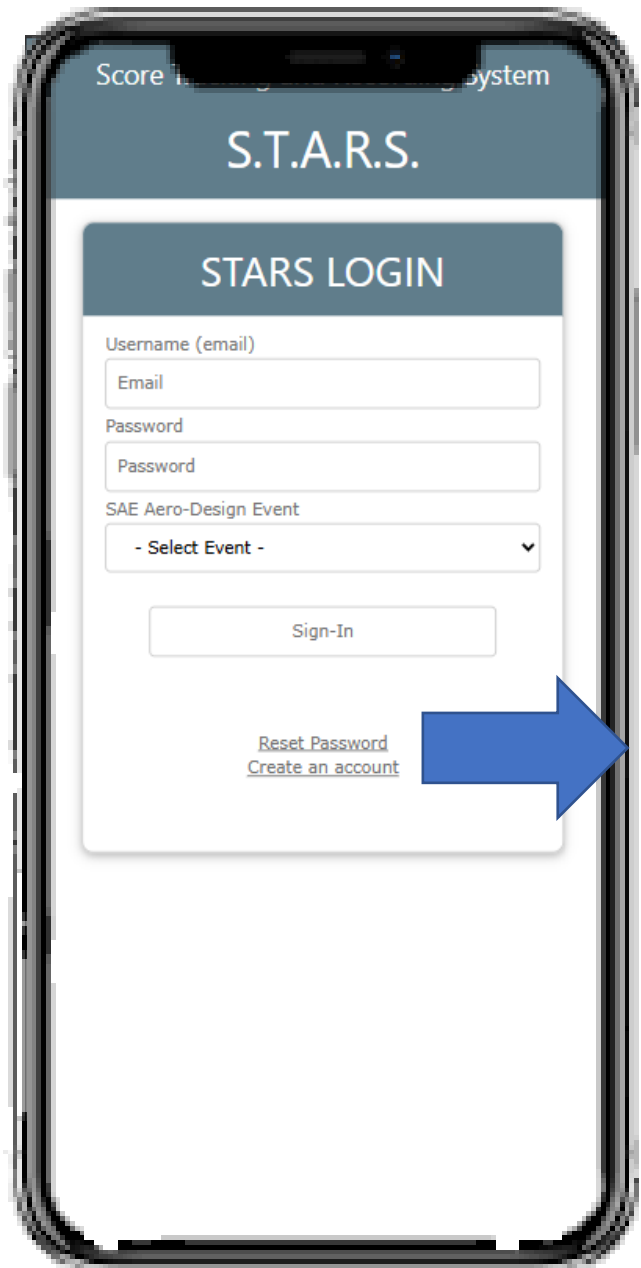 Score
System
S.T.A.R.S.
STARS LOGIN
Username (email)
Email
Password
Password
SAE Aero-Design Event
- Select Event -
Sign-In
Reset Password
Create an account